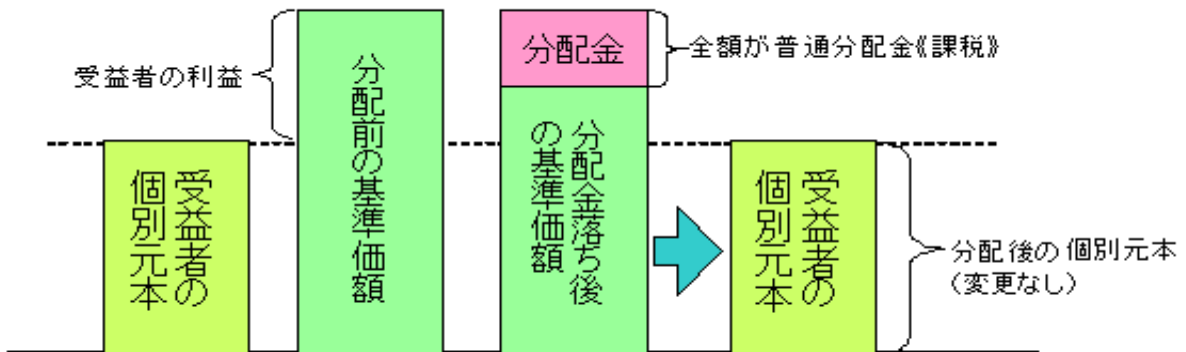 受益者の利益
受益者の
個別元本
分配前の基準価額
分配金
全額が普通分配金《課税》
分配金落ち後
の基準価額
受益者の
個別元本
分配後の個別元本
（変更なし）